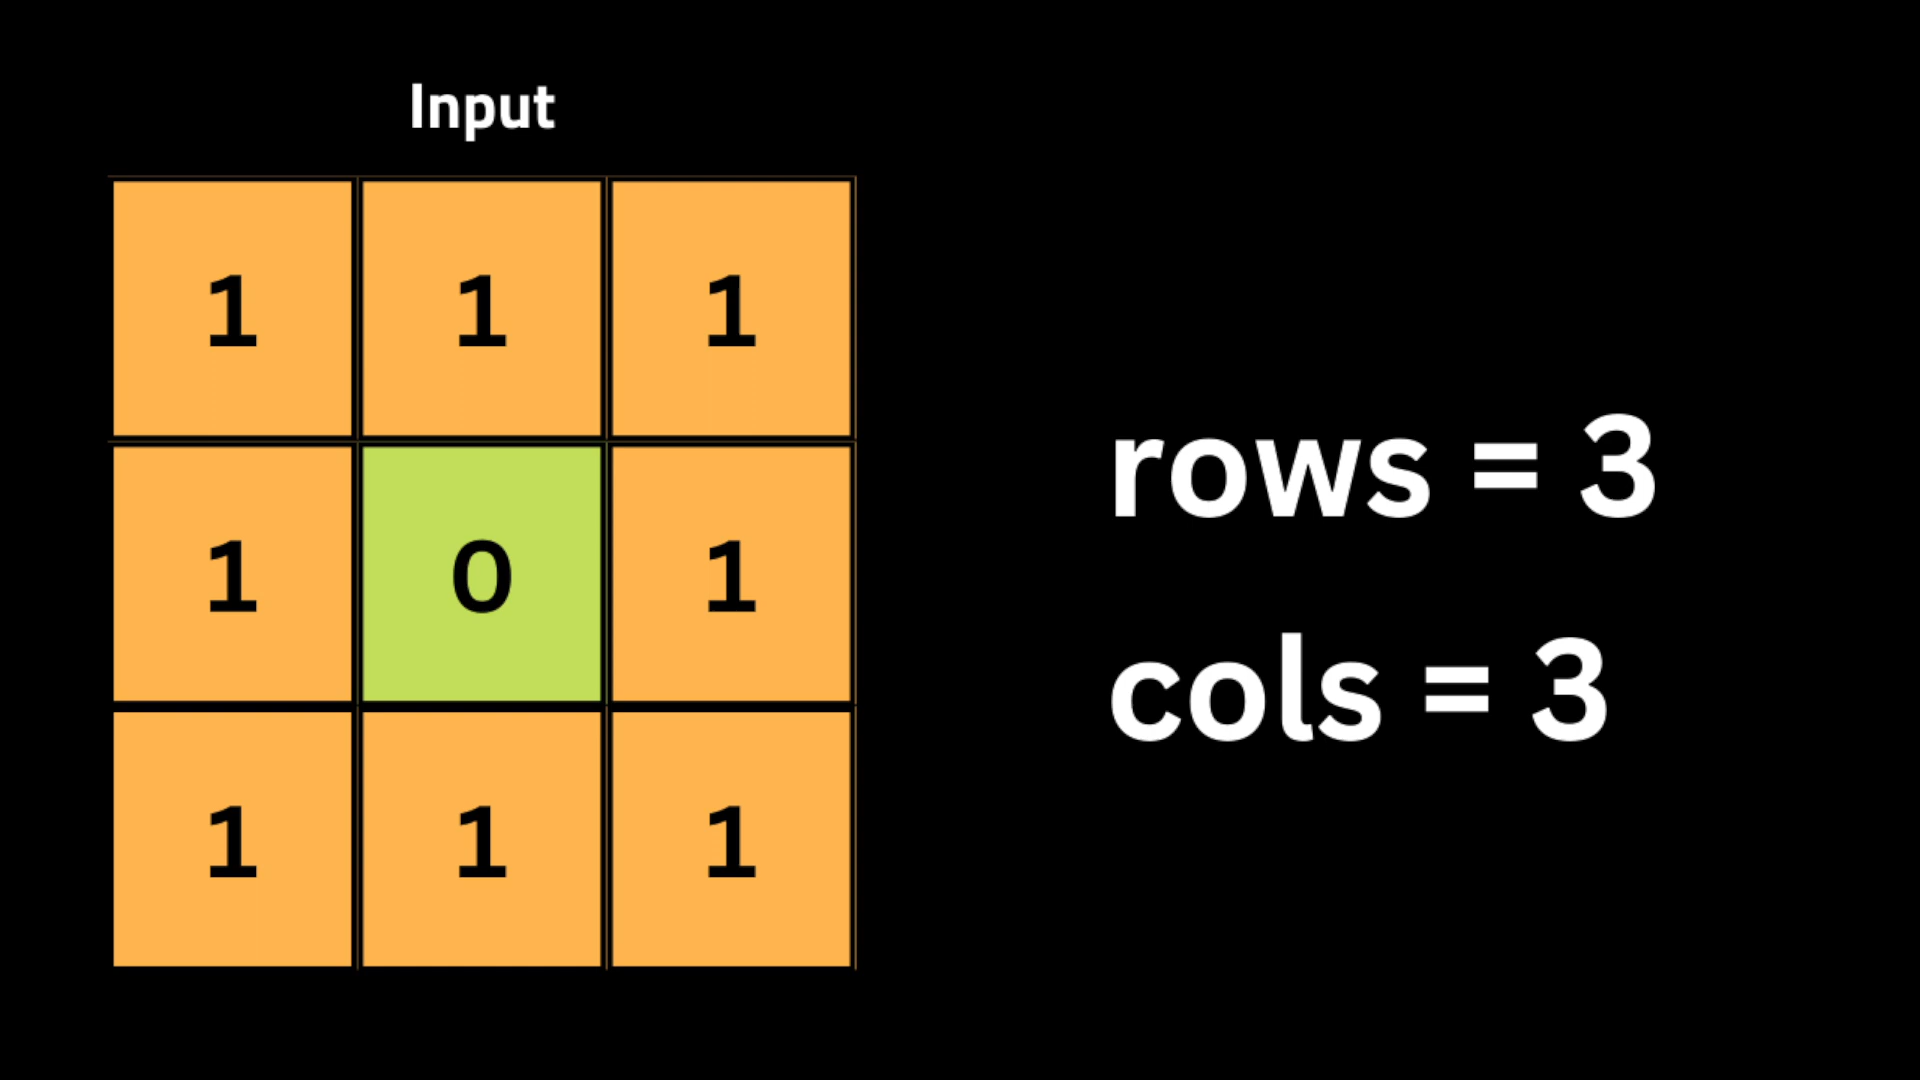 Input
1 1 1
1 0 1
1 1 1
rows = 3
cols = 3